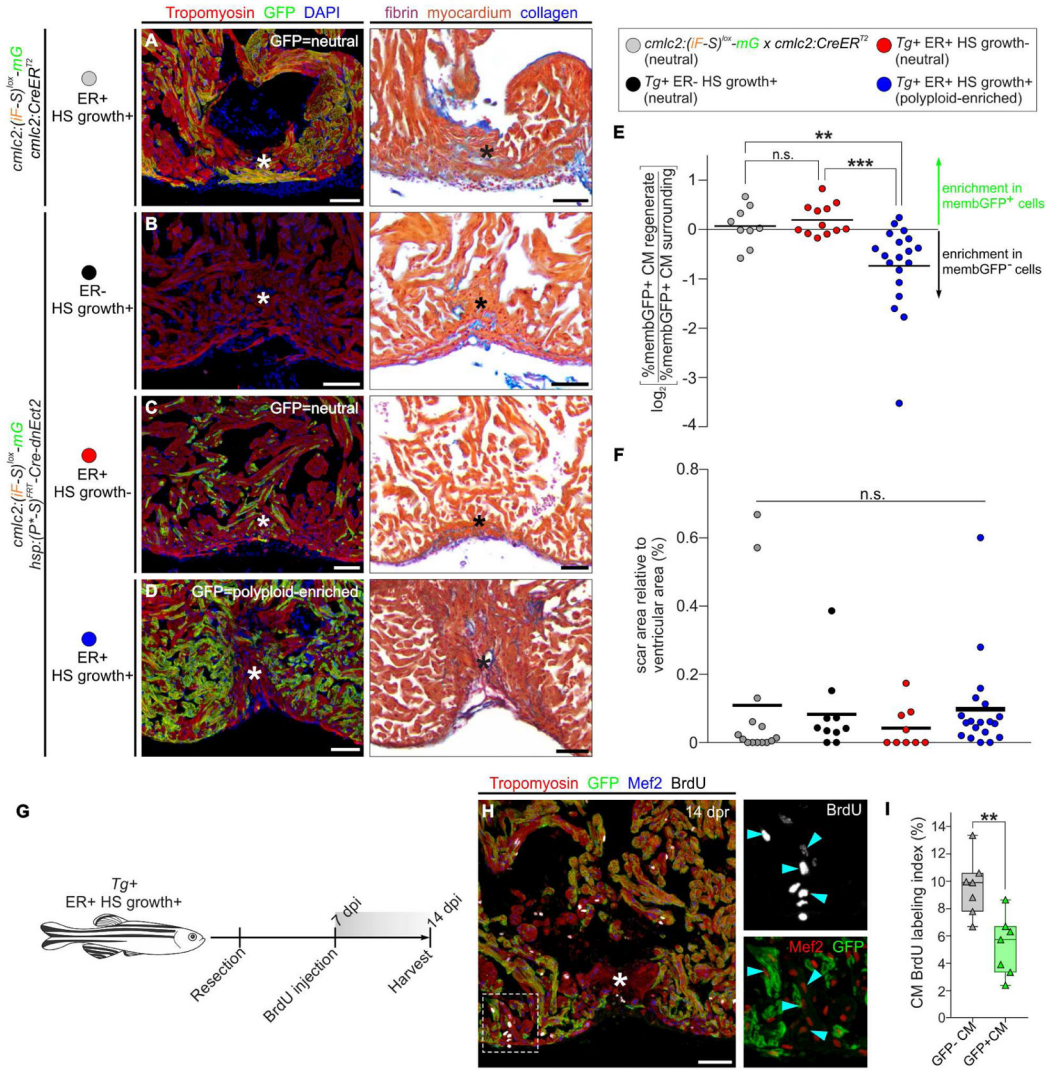 Tropomyosin GFP DAPI
fibrin myocardium collagen
cmlc2:(iF-S)lox-mG
cmlc2:CreERT2
ER+
HS growth+
A
GFP=neutral
*
*
cmlc2:(iF-S)lox-mG
hsp:(P*-S)FRT-Cre-dnEct2
ER-
HS growth+
B
*
*
ER+
HS growth-
C
GFP=neutral
*
*
ER+
HS growth+
D
GFP=polyploid-enriched
*
*
cmlc2:(iF-S)lox-mG x cmlc2:CreERT2
(neutral)
Tg+ ER- HS growth+
(neutral)
Tg+ ER+ HS growth-
(neutral)
Tg+ ER+ HS growth+
(polyploid-enriched)
E
log2 [%membGFP+ CM regenerate
%membGFP+ CM surrounding]
2
1
0
-1
-2
-3
-4
**
n.s.
***
enrichment in
membGFP+ cells
enrichment in
membGFP- cells
F
scar area relative to
ventricular area (%)
0.8
0.6
0.4
0.2
0
n.s.
G
Tg+
ER+ HS growth+
Resection
BrdU injection
7 dpi
Harvest
14 dpi
Tropomyosin GFP Mef2 BrdU
H
14 dpr
*
BrdU
Mef2 GFP
I
CM BrdU labeling index (%)
14
12
10
8
6
4
2
0
**
GFP- CM
GFP+CM